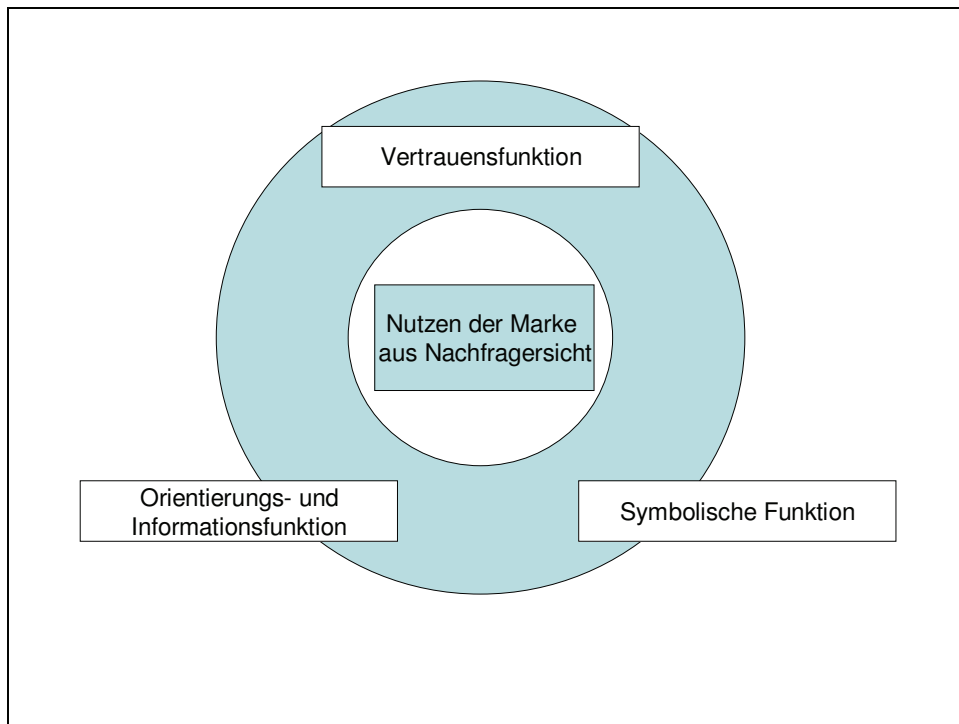 Vertrauensfunktion
Nutzen der Marke
aus Nachfragersicht
Orientierungs- und
Informationsfunktion
Symbolische Funktion